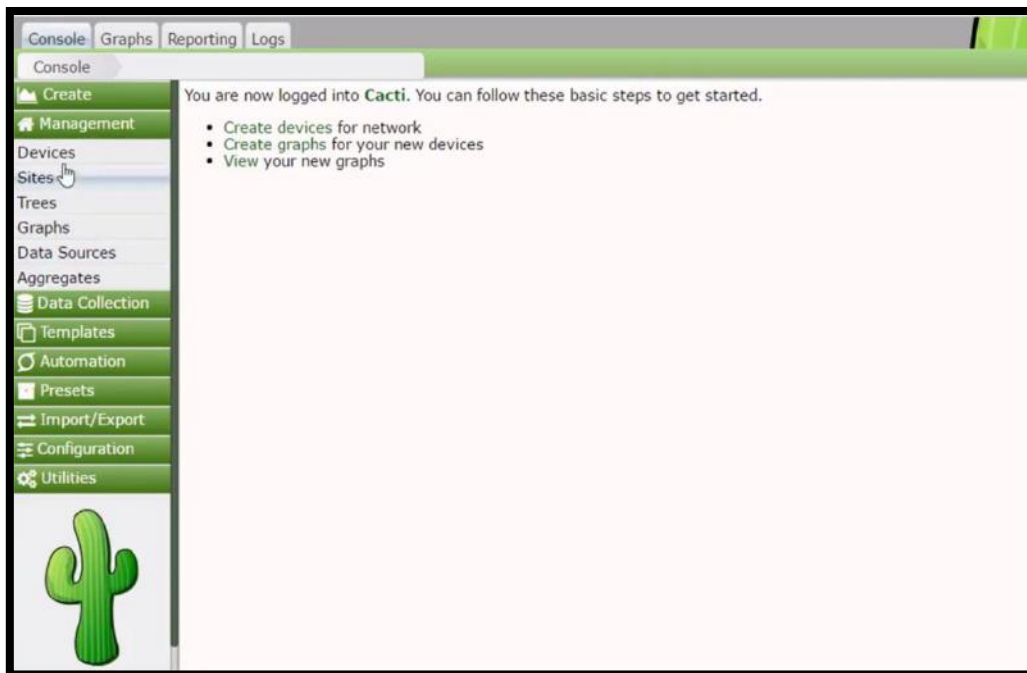 Console Graphs Reporting Logs
Console
Create
Management
Devices
Sites
Trees
Graphs
Data Sources
Aggregates
Data Collection
Templates
Automation
Presets
Import/Export
Configuration
Utilities
You are now logged into Cacti. You can follow these basic steps to get started.
• Create devices for network
• Create graphs for your new devices
• View your new graphs